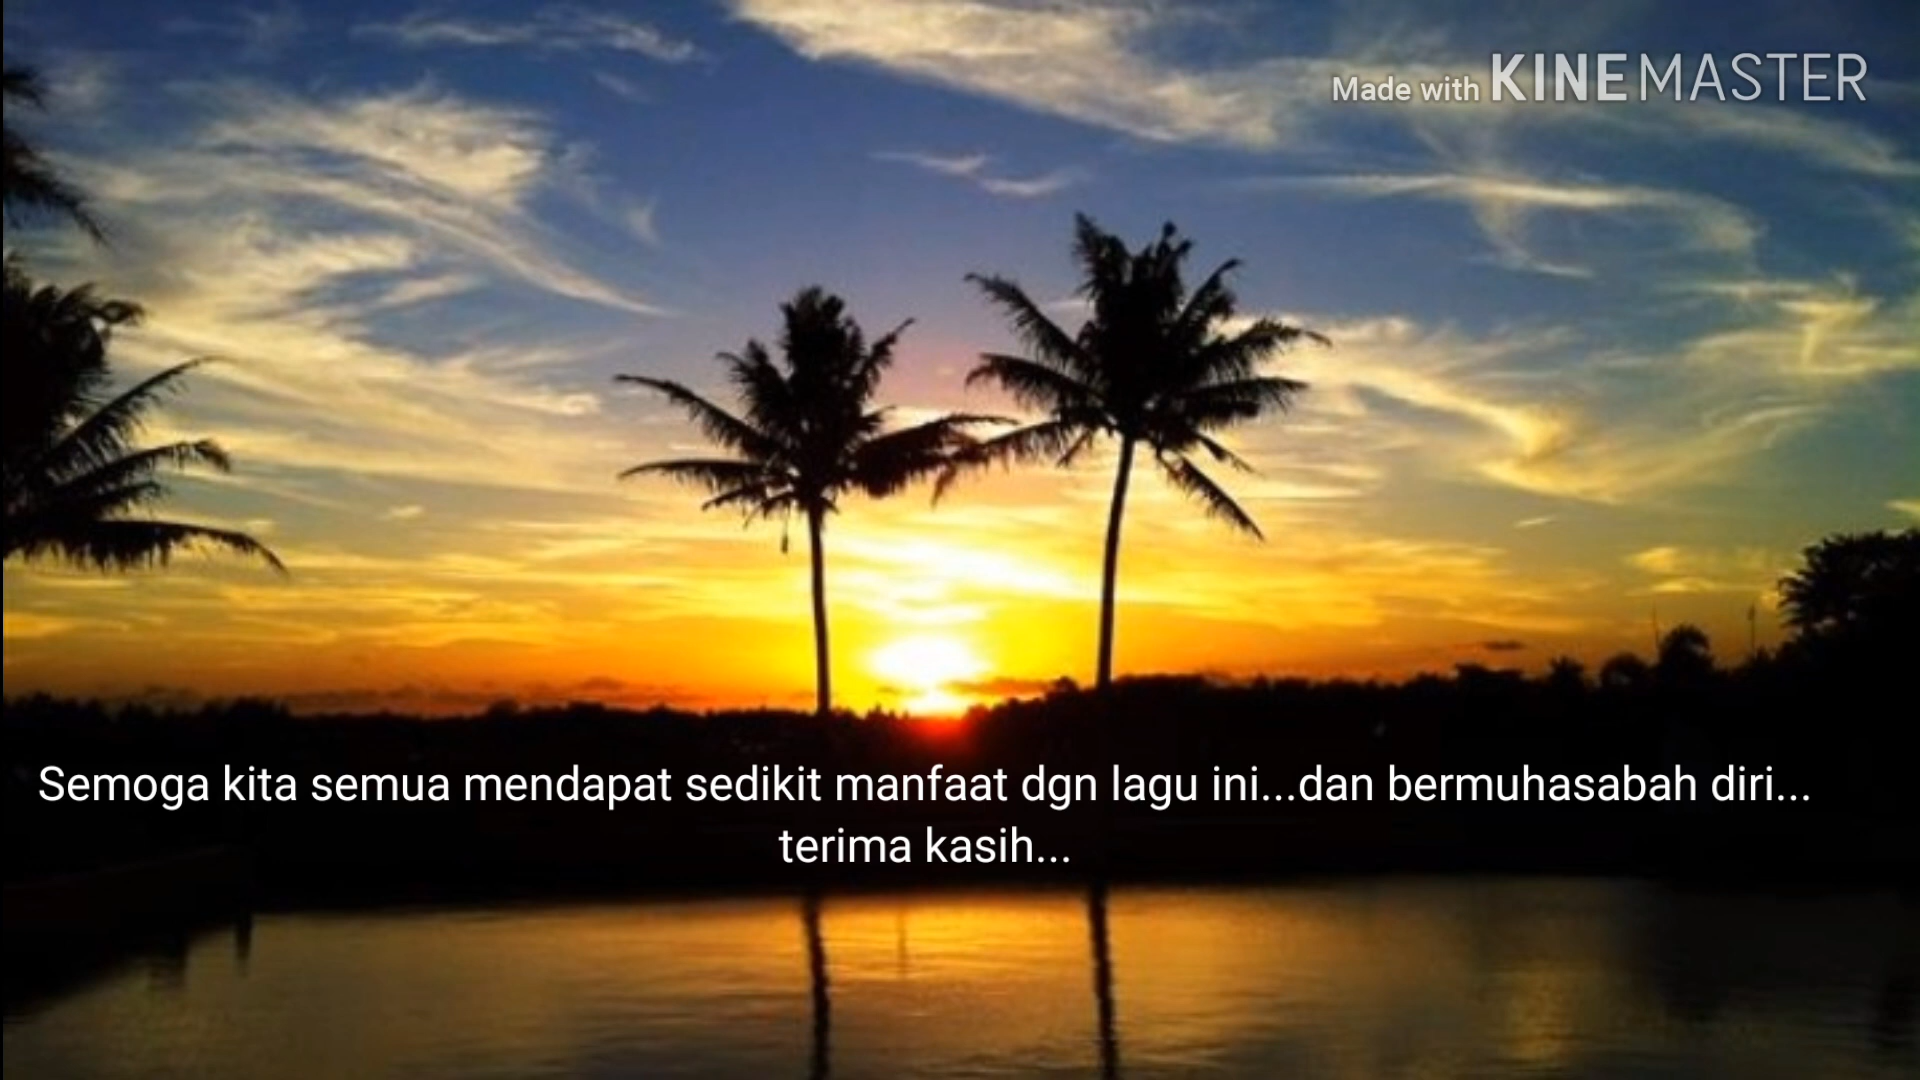 Made with KINEMASTER
Semoga kita semua mendapat sedikit manfaat dgn lagu ini...dan bermuhasabah diri...
terima kasih...